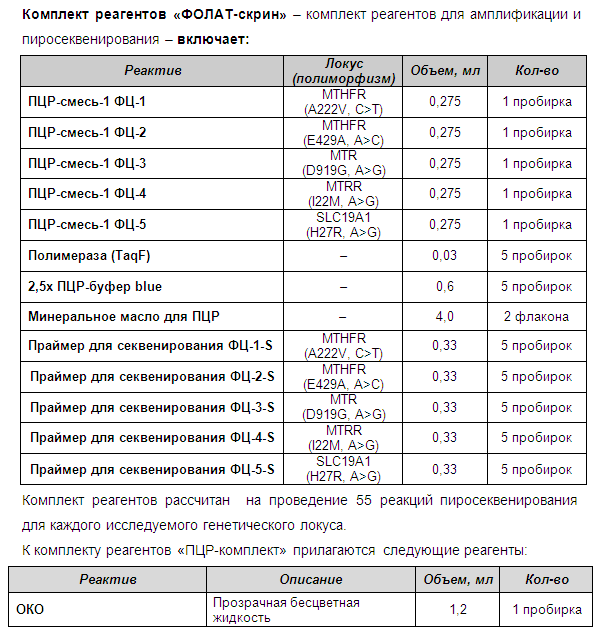 Комплект реагентов «ФОЛАТ-скрин» – комплект реагентов для амплификации и
пиросеквенирования – включает:
Реактив Локус (полиморфизм) Объем, мл Кол-во
ПЦР-смесь-1 ФЦ-1 MTHFR (A222V, C>T) 0,275 1 пробирка
ПЦР-смесь-1 ФЦ-2 MTHFR (E429A, A>C) 0,275 1 пробирка
ПЦР-смесь-1 ФЦ-3 MTR (D919G, A>G) 0,275 1 пробирка
ПЦР-смесь-1 ФЦ-4 MTRR (I22M, A>G) 0,275 1 пробирка
ПЦР-смесь-1 ФЦ-5 SLC19A1 (H27R, A>G) 0,275 1 пробирка
Полимераза (TaqF) – 0,03 5 пробирок
2,5x ПЦР-буфер blue – 0,6 5 пробирок
Минеральное масло для ПЦР – 4,0 2 флакона
Праймер для секвенирования ФЦ-1-S MTHFR (A222V, C>T) 0,33 5 пробирок
Праймер для секвенирования ФЦ-2-S MTHFR (E429A, A>C) 0,33 5 пробирок
Праймер для секвенирования ФЦ-3-S MTR (D919G, A>G) 0,33 5 пробирок
Праймер для секвенирования ФЦ-4-S MTRR (I22M, A>G) 0,33 5 пробирок
Праймер для секвенирования ФЦ-5-S SLC19A1 (H27R, A>G) 0,33 5 пробирок
Комплект реагентов рассчитан на проведение 55 реакций пиросеквенирования
для каждого исследуемого генетического локуса.
К комплекту реагентов «ПЦР-комплект» прилагаются следующие реагенты:
Реактив Описание Объем, мл Кол-во
ОКО Прозрачная бесцветная жидкость 1,2 1 пробирка